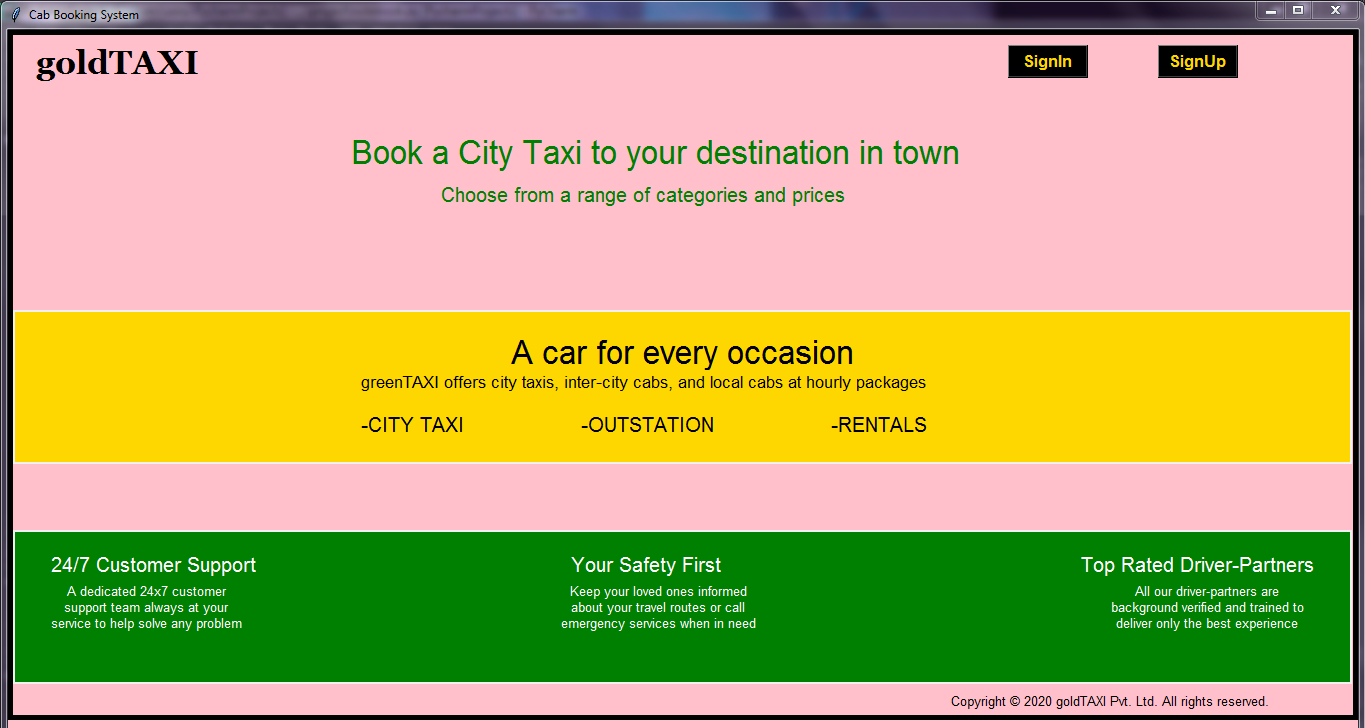 Cab Booking System
goldTAXI
SignIn
SignUp
Book a City Taxi to your destination in town
Choose from a range of categories and prices
A car for every occasion
greenTAXI offers city taxis, inter-city cabs, and local cabs at hourly packages
-CITY TAXI
-OUTSTATION
-RENTALS
24/7 Customer Support
A dedicated 24x7 customer
support team always at your
service to help solve any problem
Your Safety First
Keep your loved ones informed
about your travel routes or call
emergency services when in need
Top Rated Driver-Partners
All our driver-partners are
background verified and trained to
deliver only the best experience
Copyright © 2020 goldTAXI Pvt. Ltd. All rights reserved.